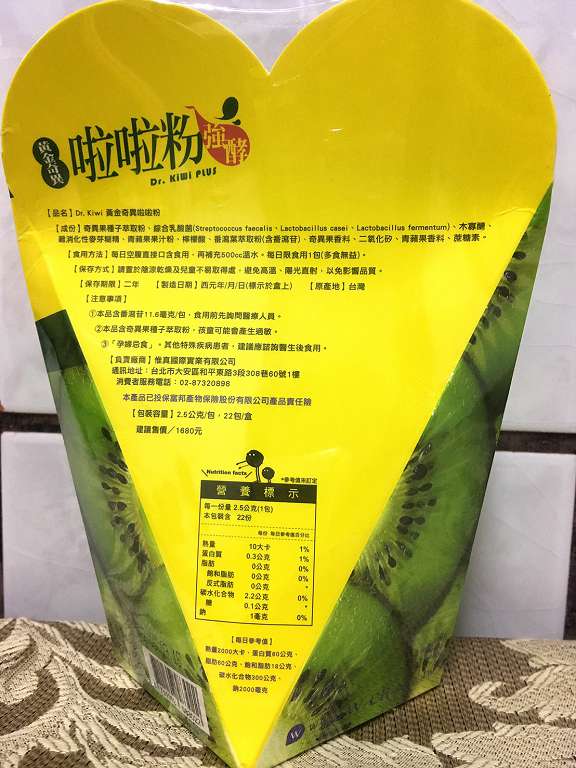 黃金奇異
啦啦粉
強酵
Dr. Kiwi PLUS
【品名】Dr. Kiwi 黃金奇異啦啦粉
【成份】奇異果種子萃取粉、綜合乳酸菌(Streptococcus faecalis、Lactobacillus casei、Lactobacillus fermentum)、木寡醣、
難消化性麥芽糊精、青蘋果果汁粉、檸檬酸、番瀉葉萃取粉(含番瀉苷)、奇異果香料、二氧化矽、青蘋果香料、蔗糖素。
【食用方法】每日空腹直接口含食用，再補充500cc溫水。每日限食用1包(多食無益)。
【保存方式】請置於陰涼乾燥及兒童不易取得處，避免高溫、陽光直射，以免影響品質。
【保存期限】二年 【製造日期】西元年/月/日(標示於盒上) 【原產地】台灣
【注意事項】
①本品含番瀉苷11.6毫克/包，食用前先詢問醫療人員。
②本品含奇異果種子萃取粉，孩童可能會產生過敏。
③「孕婦忌食」。其他特殊疾病患者，建議應諮詢醫生後食用。
【負責廠商】惟真國際實業有限公司
通訊地址：台北市大安區和平東路3段308巷60號1樓
消費者服務電話：02-87320898
本產品已投保富邦產物保險股份有限公司產品責任險
【包裝容量】2.5公克/包，22包/盒
建議售價／1680元
Nutrition facts
*參考值未訂定
營養標示
每一份量 2.5公克(1包)
本包裝含 22份
每份 每日參考值百分比
熱量 10大卡 1%
蛋白質 0.3公克 1%
脂肪 0公克 0%
飽和脂肪 0公克 0%
反式脂肪 0公克 *
碳水化合物 2.2公克 0%
糖 0.1公克 *
鈉 1毫克 0%
【每日參考值】
熱量2000大卡、蛋白質60公克、
脂肪60公克、飽和脂肪18公克、
碳水化合物300公克、
鈉2000毫克
W